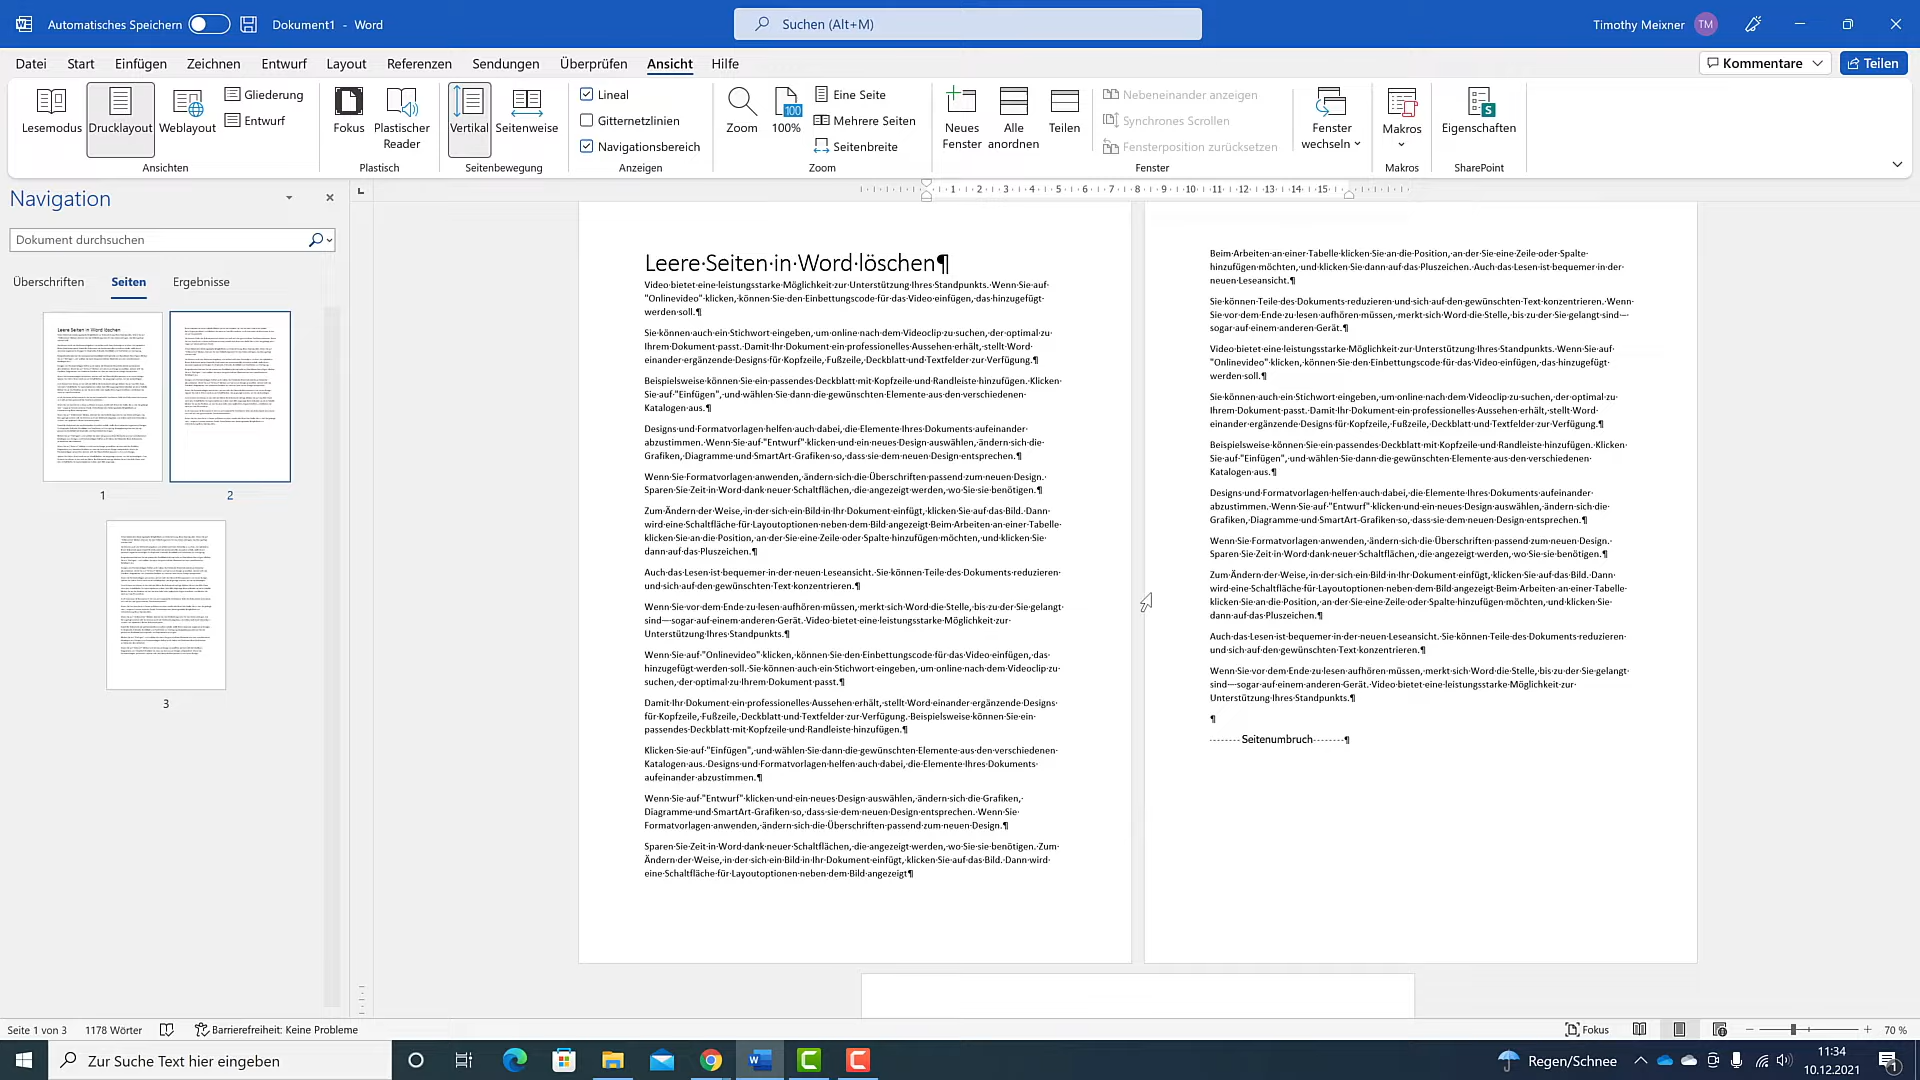 Automatisches Speichern
Dokument1 - Word
Suchen (Alt+M)
Timothy Meixner
TM
Datei
Start
Einfügen
Zeichnen
Entwurf
Layout
Referenzen
Sendungen
Überprüfen
Ansicht
Hilfe
Kommentare
Teilen
Lesemodus
Drucklayout
Weblayout
Gliederung
Entwurf
Ansichten
Fokus
Plastischer
Reader
Plastisch
Vertikal
Seitenweise
Seitenbewegung
Lineal
Gitternetzlinien
Navigationsbereich
Anzeigen
Zoom
100
100%
Eine Seite
Mehrere Seiten
Seitenbreite
Zoom
Neues
Fenster
Alle
anordnen
Teilen
Nebeneinander anzeigen
Synchrones Scrollen
Fensterposition zurücksetzen
Fenster
Fenster
wechseln
Makros
Makros
Eigenschaften
SharePoint
Navigation
Dokument durchsuchen
Überschriften
Seiten
Ergebnisse
Leere Seiten in Word löschen
1
2
3
1 2 3 4 5 6 7 8 9 10 11 12 13 14 15
Leere·Seiten·in·Word·löschen¶
Video·bietet·eine·leistungsstarke·Möglichkeit·zur·Unterstützung·Ihres·Standpunkts.·Wenn·Sie·auf·
"Onlinevideo"·klicken,·können·Sie·den·Einbettungscode·für·das·Video·einfügen,·das·hinzugefügt·
werden·soll.¶
Sie·können·auch·ein·Stichwort·eingeben,·um·online·nach·dem·Videoclip·zu·suchen,·der·optimal·zu·
Ihrem·Dokument·passt.·Damit·Ihr·Dokument·ein·professionelles·Aussehen·erhält,·stellt·Word·
einander·ergänzende·Designs·für·Kopfzeile,·Fußzeile,·Deckblatt·und·Textfelder·zur·Verfügung.¶
Beispielsweise·können·Sie·ein·passendes·Deckblatt·mit·Kopfzeile·und·Randleiste·hinzufügen.·Klicken·
Sie·auf·"Einfügen",·und·wählen·Sie·dann·die·gewünschten·Elemente·aus·den·verschiedenen·
Katalogen·aus.¶
Designs·und·Formatvorlagen·helfen·auch·dabei,·die·Elemente·Ihres·Dokuments·aufeinander·
abzustimmen.·Wenn·Sie·auf·"Entwurf"·klicken·und·ein·neues·Design·auswählen,·ändern·sich·die·
Grafiken,·Diagramme·und·SmartArt-Grafiken·so,·dass·sie·dem·neuen·Design·entsprechen.¶
Wenn·Sie·Formatvorlagen·anwenden,·ändern·sich·die·Überschriften·passend·zum·neuen·Design.·
Sparen·Sie·Zeit·in·Word·dank·neuer·Schaltflächen,·die·angezeigt·werden,·wo·Sie·sie·benötigen.¶
Zum·Ändern·der·Weise,·in·der·sich·ein·Bild·in·Ihr·Dokument·einfügt,·klicken·Sie·auf·das·Bild.·Dann·
wird·eine·Schaltfläche·für·Layoutoptionen·neben·dem·Bild·angezeigt·Beim·Arbeiten·an·einer·Tabelle·
klicken·Sie·an·die·Position,·an·der·Sie·eine·Zeile·oder·Spalte·hinzufügen·möchten,·und·klicken·Sie·
dann·auf·das·Pluszeichen.¶
Auch·das·Lesen·ist·bequemer·in·der·neuen·Leseansicht.·Sie·können·Teile·des·Dokuments·reduzieren·
und·sich·auf·den·gewünschten·Text·konzentrieren.¶
Wenn·Sie·vor·dem·Ende·zu·lesen·aufhören·müssen,·merkt·sich·Word·die·Stelle,·bis·zu·der·Sie·gelangt·
sind·–·sogar·auf·einem·anderen·Gerät.·Video·bietet·eine·leistungsstarke·Möglichkeit·zur·
Unterstützung·Ihres·Standpunkts.¶
Wenn·Sie·auf·"Onlinevideo"·klicken,·können·Sie·den·Einbettungscode·für·das·Video·einfügen,·das·
hinzugefügt·werden·soll.·Sie·können·auch·ein·Stichwort·eingeben,·um·online·nach·dem·Videoclip·zu·
suchen,·der·optimal·zu·Ihrem·Dokument·passt.¶
Damit·Ihr·Dokument·ein·professionelles·Aussehen·erhält,·stellt·Word·einander·ergänzende·Designs·
für·Kopfzeile,·Fußzeile,·Deckblatt·und·Textfelder·zur·Verfügung.·Beispielsweise·können·Sie·ein·
passendes·Deckblatt·mit·Kopfzeile·und·Randleiste·hinzufügen.¶
Klicken·Sie·auf·"Einfügen",·und·wählen·Sie·dann·die·gewünschten·Elemente·aus·den·verschiedenen·
Katalogen·aus.·Designs·und·Formatvorlagen·helfen·auch·dabei,·die·Elemente·Ihres·Dokuments·
aufeinander·abzustimmen.¶
Wenn·Sie·auf·"Entwurf"·klicken·und·ein·neues·Design·auswählen,·ändern·sich·die·Grafiken,·
Diagramme·und·SmartArt-Grafiken·so,·dass·sie·dem·neuen·Design·entsprechen.·Wenn·Sie·
Formatvorlagen·anwenden,·ändern·sich·die·Überschriften·passend·zum·neuen·Design.¶
Sparen·Sie·Zeit·in·Word·dank·neuer·Schaltflächen,·die·angezeigt·werden,·wo·Sie·sie·benötigen.·Zum·
Ändern·der·Weise,·in·der·sich·ein·Bild·in·Ihr·Dokument·einfügt,·klicken·Sie·auf·das·Bild.·Dann·wird·
eine·Schaltfläche·für·Layoutoptionen·neben·dem·Bild·angezeigt¶
Beim·Arbeiten·an·einer·Tabelle·klicken·Sie·an·die·Position,·an·der·Sie·eine·Zeile·oder·Spalte·
hinzufügen·möchten,·und·klicken·Sie·dann·auf·das·Pluszeichen.·Auch·das·Lesen·ist·bequemer·in·der·
neuen·Leseansicht.¶
Sie·können·Teile·des·Dokuments·reduzieren·und·sich·auf·den·gewünschten·Text·konzentrieren.·Wenn·
Sie·vor·dem·Ende·zu·lesen·aufhören·müssen,·merkt·sich·Word·die·Stelle,·bis·zu·der·Sie·gelangt·sind·–·
sogar·auf·einem·anderen·Gerät.¶
Video·bietet·eine·leistungsstarke·Möglichkeit·zur·Unterstützung·Ihres·Standpunkts.·Wenn·Sie·auf·
"Onlinevideo"·klicken,·können·Sie·den·Einbettungscode·für·das·Video·einfügen,·das·hinzugefügt·
werden·soll.¶
Sie·können·auch·ein·Stichwort·eingeben,·um·online·nach·dem·Videoclip·zu·suchen,·der·optimal·zu·
Ihrem·Dokument·passt.·Damit·Ihr·Dokument·ein·professionelles·Aussehen·erhält,·stellt·Word·
einander·ergänzende·Designs·für·Kopfzeile,·Fußzeile,·Deckblatt·und·Textfelder·zur·Verfügung.¶
Beispielsweise·können·Sie·ein·passendes·Deckblatt·mit·Kopfzeile·und·Randleiste·hinzufügen.·Klicken·
Sie·auf·"Einfügen",·und·wählen·Sie·dann·die·gewünschten·Elemente·aus·den·verschiedenen·
Katalogen·aus.¶
Designs·und·Formatvorlagen·helfen·auch·dabei,·die·Elemente·Ihres·Dokuments·aufeinander·
abzustimmen.·Wenn·Sie·auf·"Entwurf"·klicken·und·ein·neues·Design·auswählen,·ändern·sich·die·
Grafiken,·Diagramme·und·SmartArt-Grafiken·so,·dass·sie·dem·neuen·Design·entsprechen.¶
Wenn·Sie·Formatvorlagen·anwenden,·ändern·sich·die·Überschriften·passend·zum·neuen·Design.·
Sparen·Sie·Zeit·in·Word·dank·neuer·Schaltflächen,·die·angezeigt·werden,·wo·Sie·sie·benötigen.¶
Zum·Ändern·der·Weise,·in·der·sich·ein·Bild·in·Ihr·Dokument·einfügt,·klicken·Sie·auf·das·Bild.·Dann·
wird·eine·Schaltfläche·für·Layoutoptionen·neben·dem·Bild·angezeigt·Beim·Arbeiten·an·einer·Tabelle·
klicken·Sie·an·die·Position,·an·der·Sie·eine·Zeile·oder·Spalte·hinzufügen·möchten,·und·klicken·Sie·
dann·auf·das·Pluszeichen.¶
Auch·das·Lesen·ist·bequemer·in·der·neuen·Leseansicht.·Sie·können·Teile·des·Dokuments·reduzieren·
und·sich·auf·den·gewünschten·Text·konzentrieren.¶
Wenn·Sie·vor·dem·Ende·zu·lesen·aufhören·müssen,·merkt·sich·Word·die·Stelle,·bis·zu·der·Sie·gelangt·
sind·–·sogar·auf·einem·anderen·Gerät.·Video·bietet·eine·leistungsstarke·Möglichkeit·zur·
Unterstützung·Ihres·Standpunkts.¶
¶
--------Seitenumbruch--------¶
Seite 1 von 3
1178 Wörter
Barrierefreiheit: Keine Probleme
Fokus
70 %
Zur Suche Text hier eingeben
Regen/Schnee
11:34
10.12.2021
1